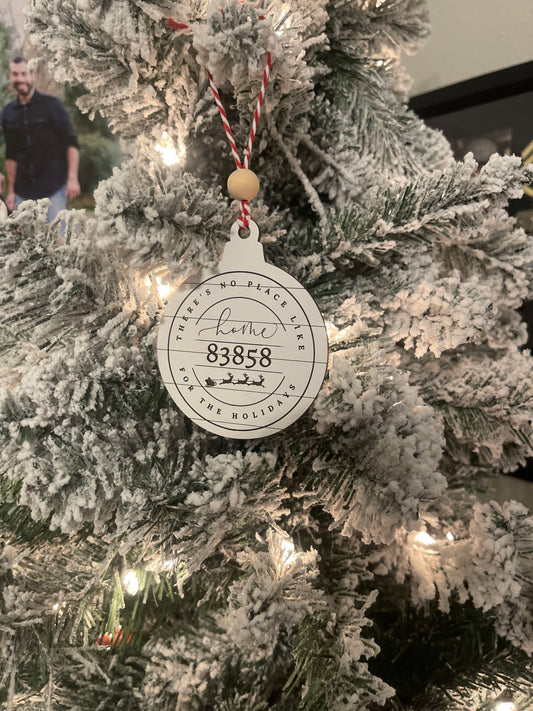 THERE'S NO PLACE LIKE
home
83858
FOR THE HOLIDAYS